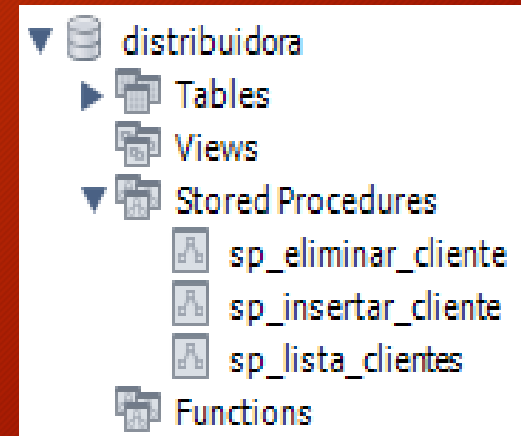 distribuidora
Tables
Views
Stored Procedures
sp_eliminar_cliente
sp_insertar_cliente
sp_lista_clientes
Functions